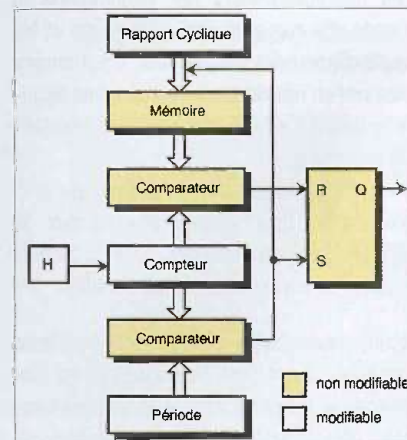 Rapport Cyclique
Mémoire
Comparateur
R Q
H
Compteur
S
Comparateur
non modifiable
Période
modifiable